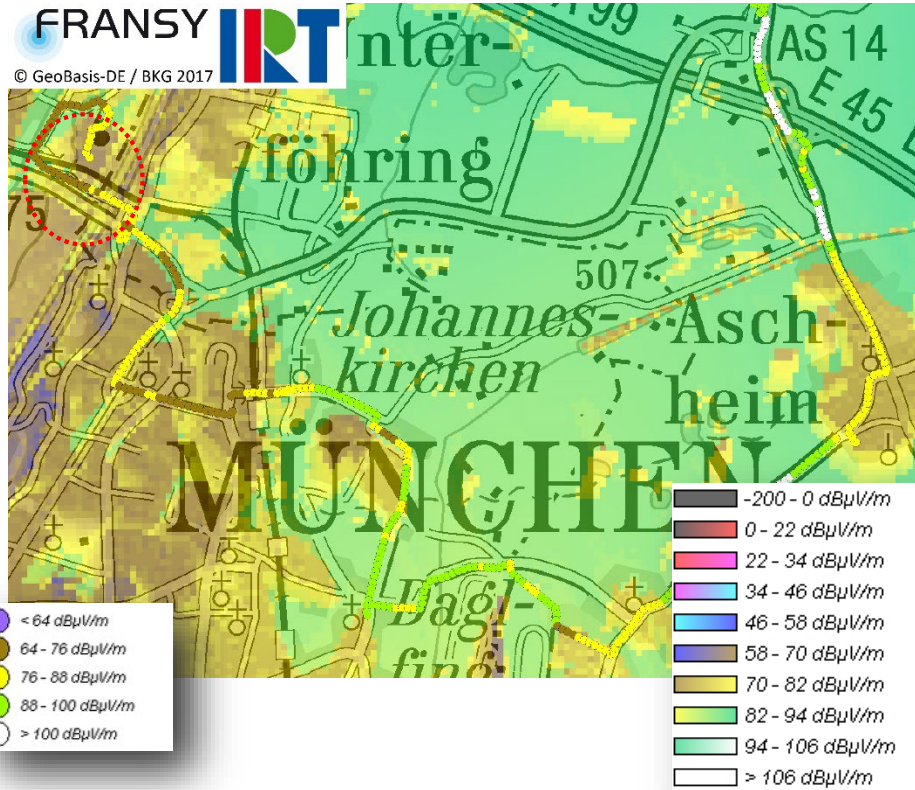 FRANSY IRT
© GeoBasis-DE / BKG 2017
ntér-
föhring
99
AS 14
E 45
75
507
Johannes-
kirchen
Asch-
heim
MÜNCHEN
Dagl-
fing
< 64 dBµV/m
64 - 76 dBµV/m
76 - 88 dBµV/m
88 - 100 dBµV/m
> 100 dBµV/m
-200 - 0 dBµV/m
0 - 22 dBµV/m
22 - 34 dBµV/m
34 - 46 dBµV/m
46 - 58 dBµV/m
58 - 70 dBµV/m
70 - 82 dBµV/m
82 - 94 dBµV/m
94 - 106 dBµV/m
> 106 dBµV/m